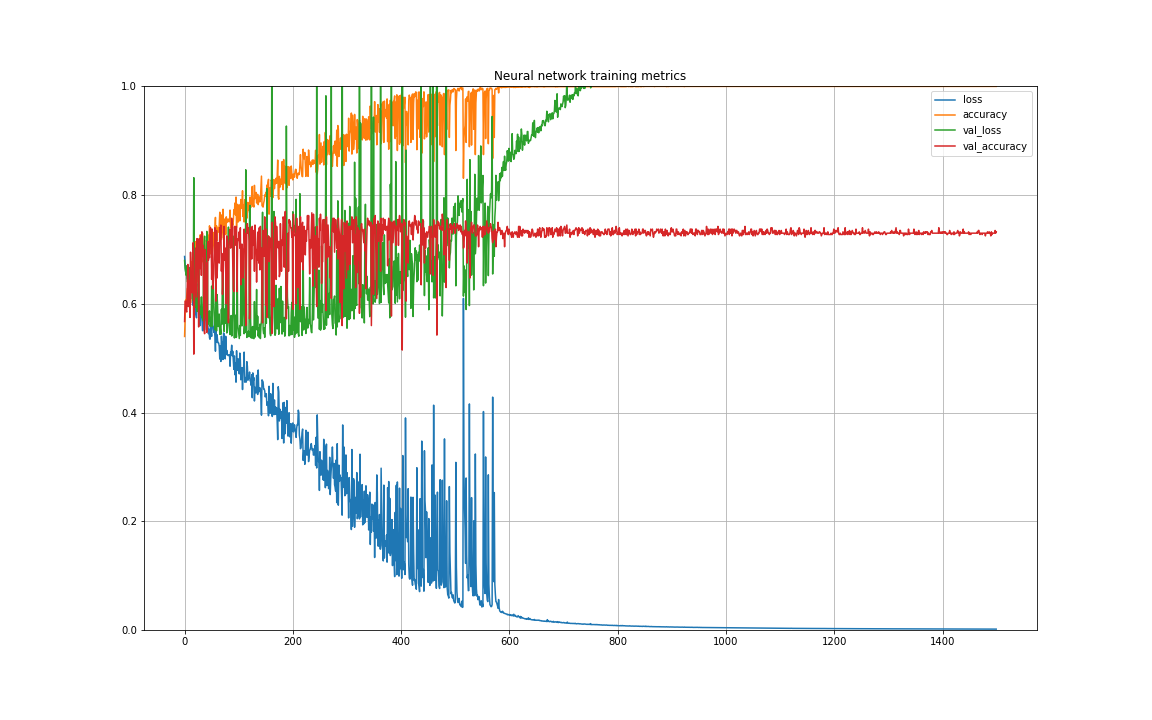 Neural network training metrics
1.0
0.8
0.6
0.4
0.2
0.0
0 200 400 600 800 1000 1200 1400
loss
accuracy
val_loss
val_accuracy